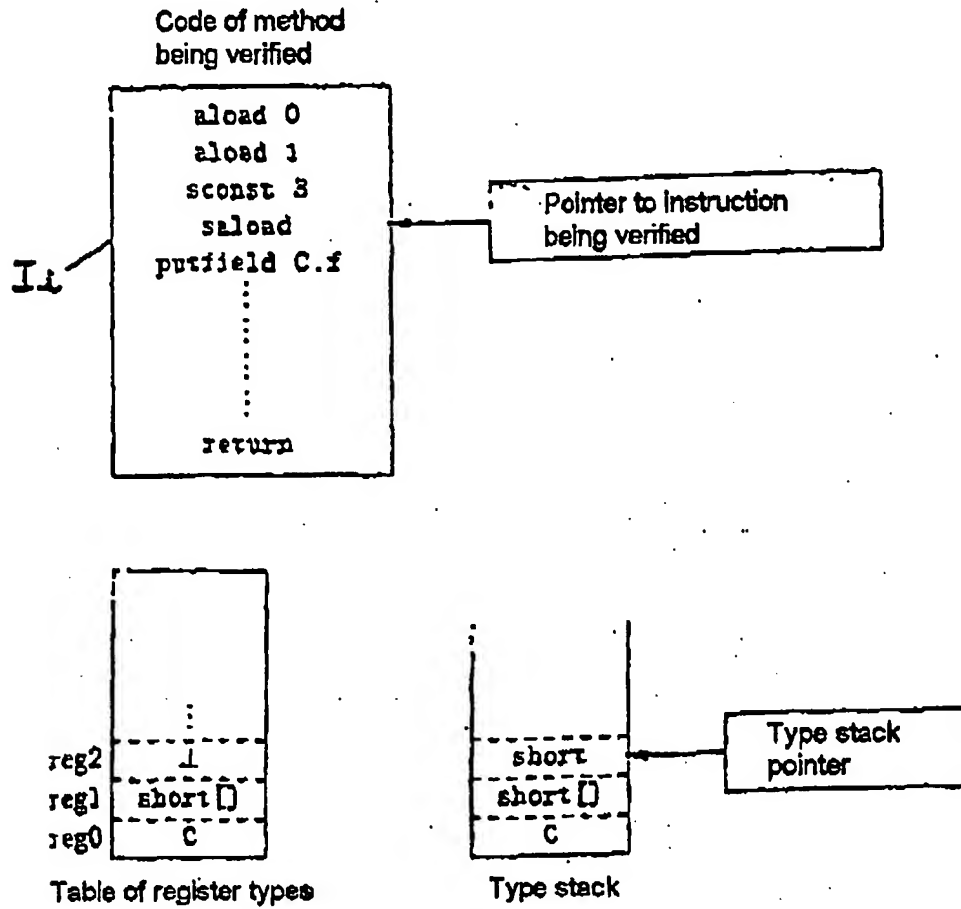 Code of method
being verified
aload 0
aload 1
sconst 3
saload
putfield C.f
return
Ii
Pointer to instruction
being verified
reg2 ⊥
reg1 short[]
reg0 C
Table of register types
short
short[]
C
Type stack
Type stack
pointer